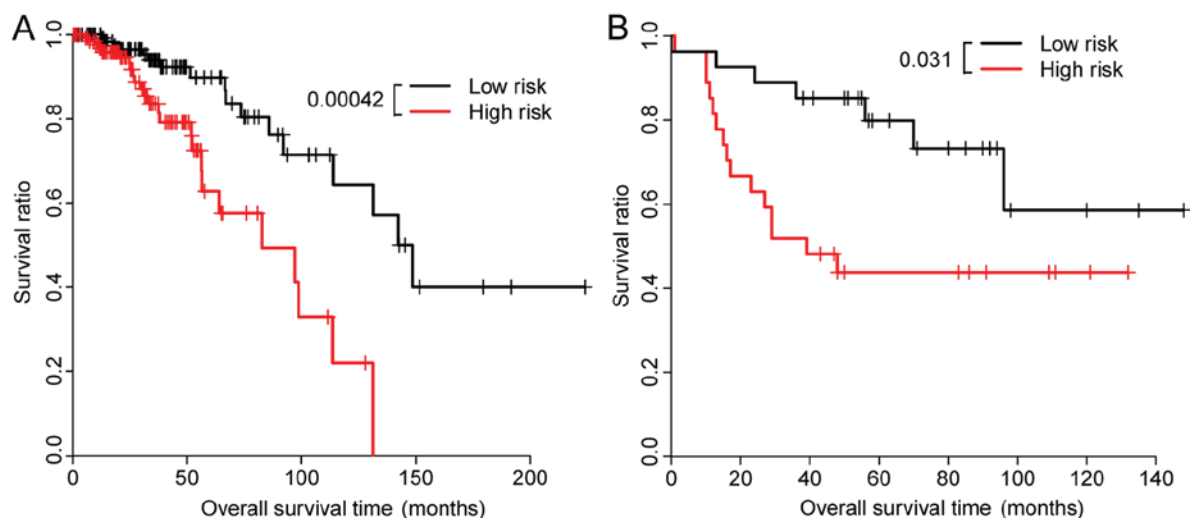 A
Survival ratio
1.0
0.8
0.6
0.4
0.2
0.0
0.00042
Low risk
High risk
0 50 100 150 200
Overall survival time (months)
B
Survival ratio
1.0
0.8
0.6
0.4
0.2
0.0
0.031
Low risk
High risk
0 20 40 60 80 100 120 140
Overall survival time (months)